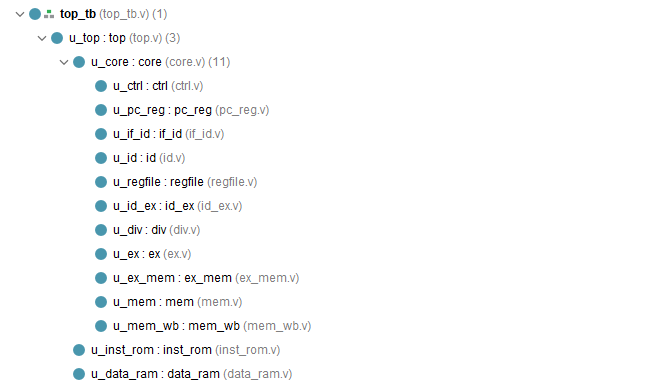 top_tb (top_tb.v) (1)
u_top : top (top.v) (3)
u_core : core (core.v) (11)
u_ctrl : ctrl (ctrl.v)
u_pc_reg : pc_reg (pc_reg.v)
u_if_id : if_id (if_id.v)
u_id : id (id.v)
u_regfile : regfile (regfile.v)
u_id_ex : id_ex (id_ex.v)
u_div : div (div.v)
u_ex : ex (ex.v)
u_ex_mem : ex_mem (ex_mem.v)
u_mem : mem (mem.v)
u_mem_wb : mem_wb (mem_wb.v)
u_inst_rom : inst_rom (inst_rom.v)
u_data_ram : data_ram (data_ram.v)